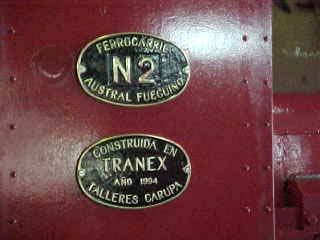 FERROCARRIL
N2
AUSTRAL FUEGUINO
CONSTRUIDA EN
TRANEX
AÑO 1994
TALLERES CARUPA